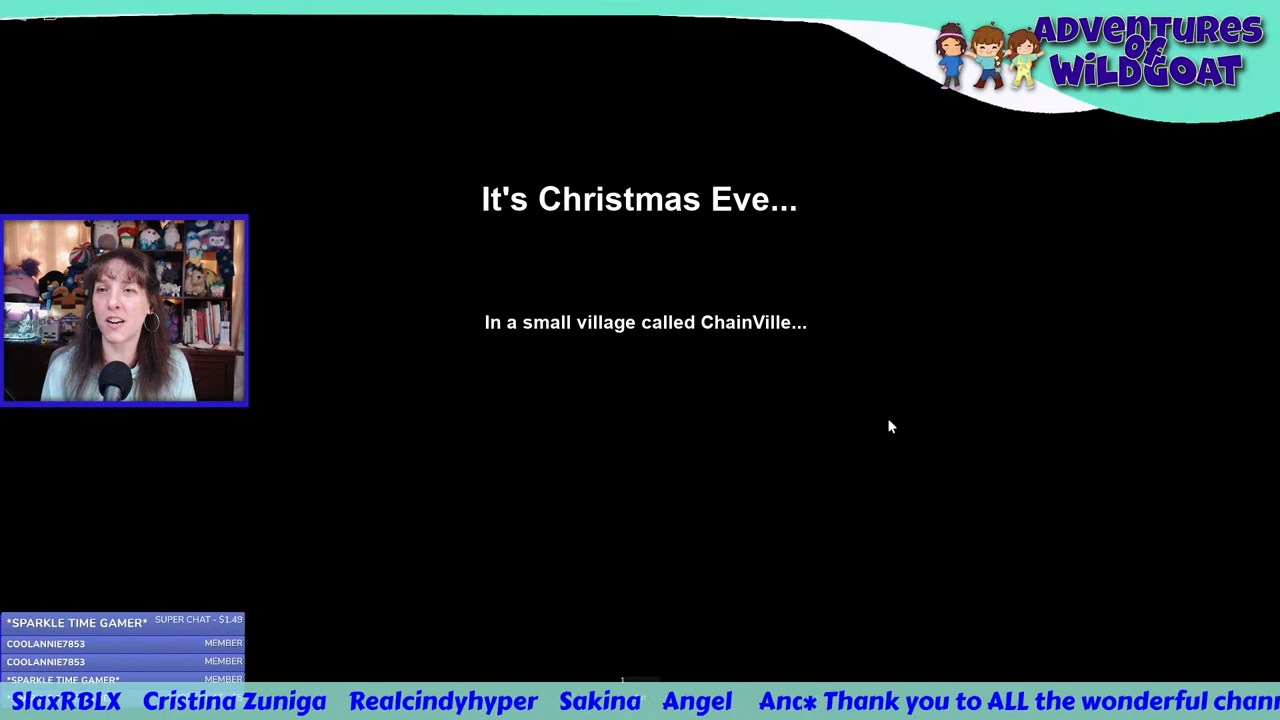 ADVENTURES
OF
WILDGOAT
It's Christmas Eve...
In a small village called ChainVille...
*SPARKLE TIME GAMER* SUPER CHAT - $1.49
COOLANNIE7853 MEMBER
COOLANNIE7853 MEMBER
*SPARKLE TIME GAMER* MEMBER
1
SlaxRBLX Cristina Zuniga Realcindyhyper Sakina Angel Anc* Thank you to ALL the wonderful chan